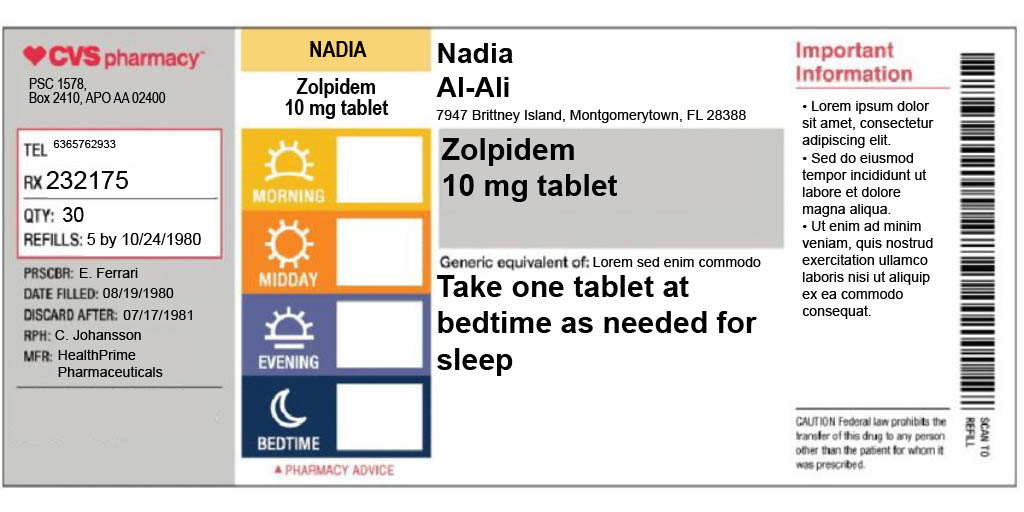 CVS pharmacy
PSC 1578,
Box 2410, APO AA 02400
TEL 6365762933
RX 232175
QTY: 30
REFILLS: 5 by 10/24/1980
PRSCBR: E. Ferrari
DATE FILLED: 08/19/1980
DISCARD AFTER: 07/17/1981
RPH: C. Johansson
MFR: HealthPrime
Pharmaceuticals
NADIA
Zolpidem
10 mg tablet
MORNING
MIDDAY
EVENING
BEDTIME
▲ PHARMACY ADVICE
Nadia
Al-Ali
7947 Brittney Island, Montgomerytown, FL 28388
Zolpidem
10 mg tablet
Generic equivalent of: Lorem sed enim commodo
Take one tablet at
bedtime as needed for
sleep
Important
Information
• Lorem ipsum dolor
sit amet, consectetur
adipiscing elit.
• Sed do eiusmod
tempor incididunt ut
labore et dolore
magna aliqua.
• Ut enim ad minim
veniam, quis nostrud
exercitation ullamco
laboris nisi ut aliquip
ex ea commodo
consequat.
CAUTION Federal law prohibits the
transfer of this drug to any person
other than the patient for whom it
was prescribed.
SCAN TO
REFILL